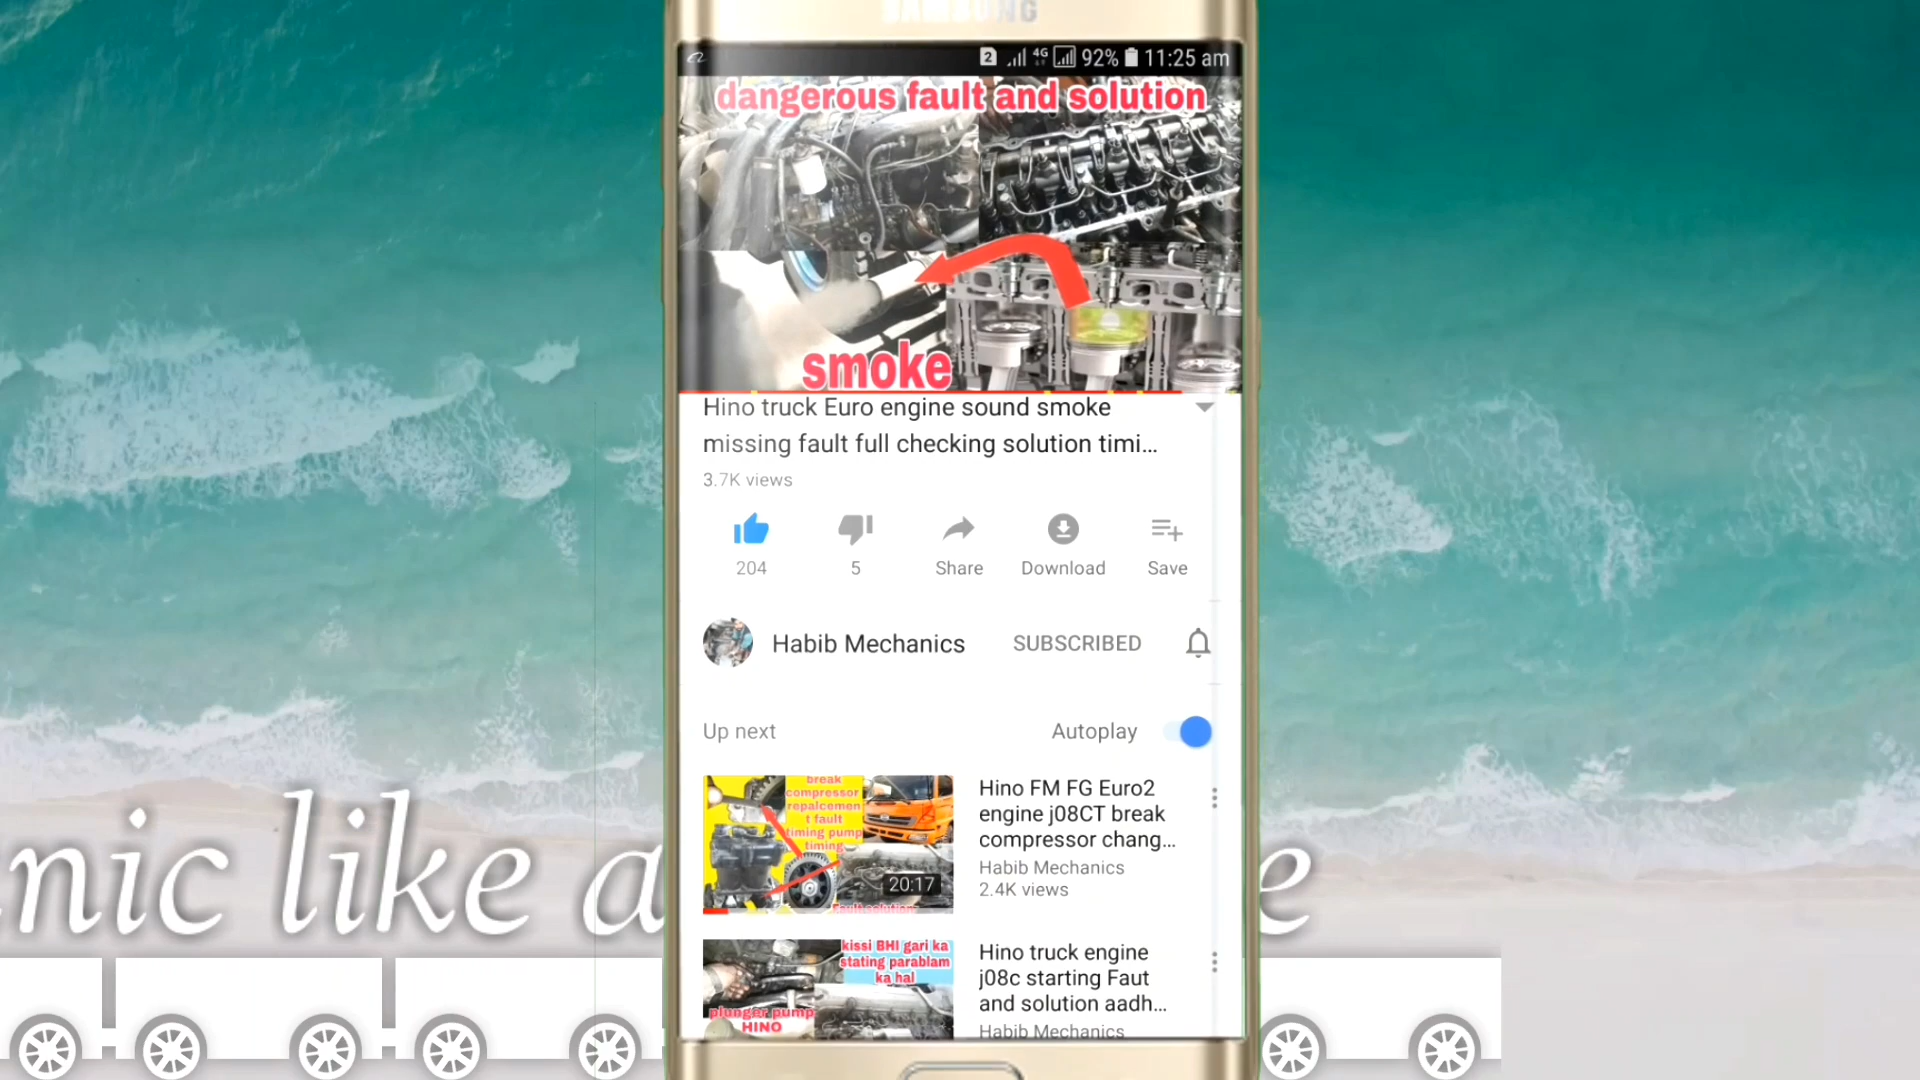 SAMSUNG
2 4G 92% 11:25 am
dangerous fault and solution
smoke
Hino truck Euro engine sound smoke
missing fault full checking solution timi...
3.7K views
204
5
Share
Download
Save
Habib Mechanics
SUBSCRIBED
Up next
Autoplay
break
compressor
repalcemen
t fault
timing pump
timing
20:17
Fault solution
Hino FM FG Euro2
engine j08CT break
compressor chang...
Habib Mechanics
2.4K views
kissi BHI gari ka
stating parablam
ka hal
plonger pump
HINO
Hino truck engine
j08c starting Faut
and solution aadh...
Habib Mechanics
nic like a
e